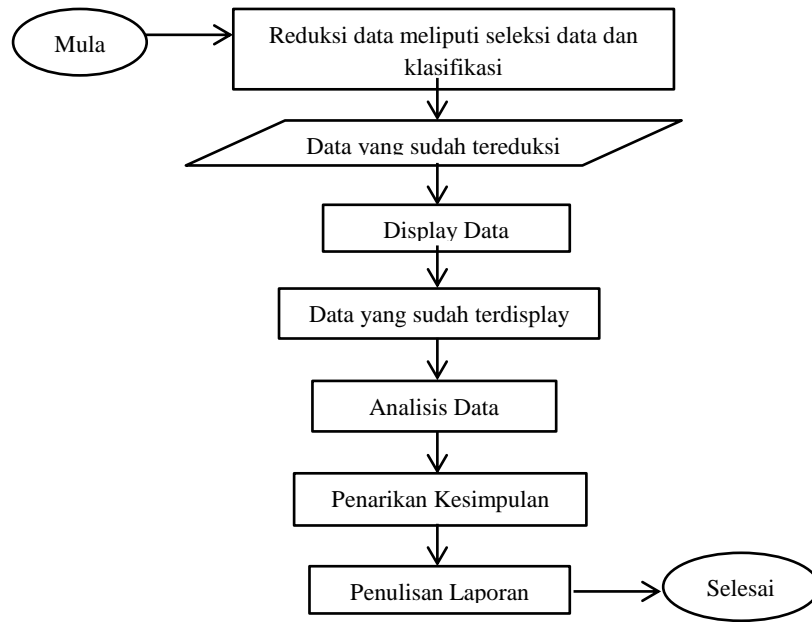 Mula
Reduksi data meliputi seleksi data dan
klasifikasi
Data yang sudah tereduksi
Display Data
Data yang sudah terdisplay
Analisis Data
Penarikan Kesimpulan
Penulisan Laporan
Selesai